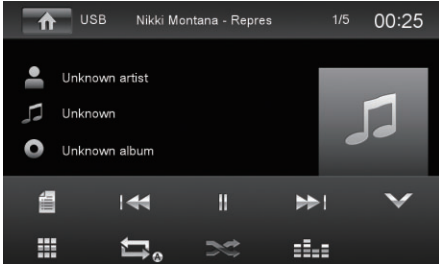 USB Nikki Montana - Repres 1/5 00:25
Unknown artist
Unknown
Unknown album
A